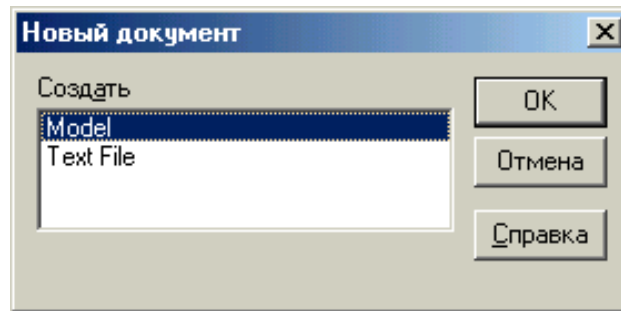 Новый документ
Создать
Model
Text File
OK
Отмена
Справка